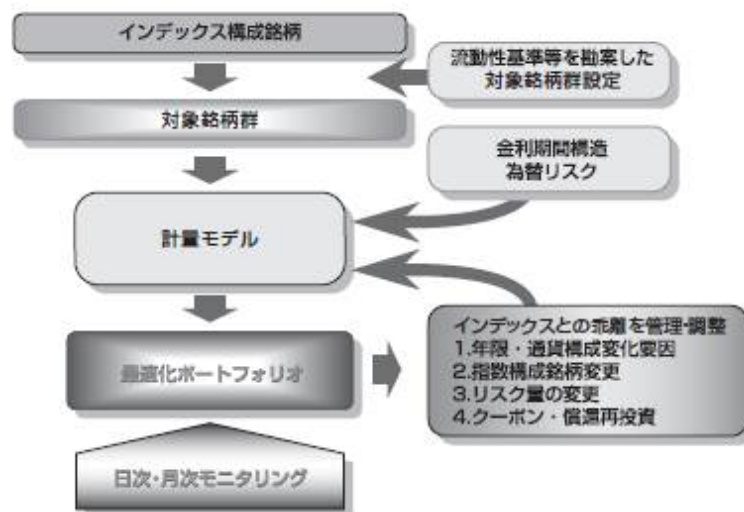 インデックス構成銘柄
流動性基準等を勘案した
対象銘柄群設定
対象銘柄群
金利期間構造
為替リスク
計量モデル
インデックスとの乖離を管理・調整
1.年限・通貨構成変化要因
2.指数構成銘柄変更
3.リスク量の変更
4.クーポン・償還再投資
最適化ポートフォリオ
日次・月次モニタリング